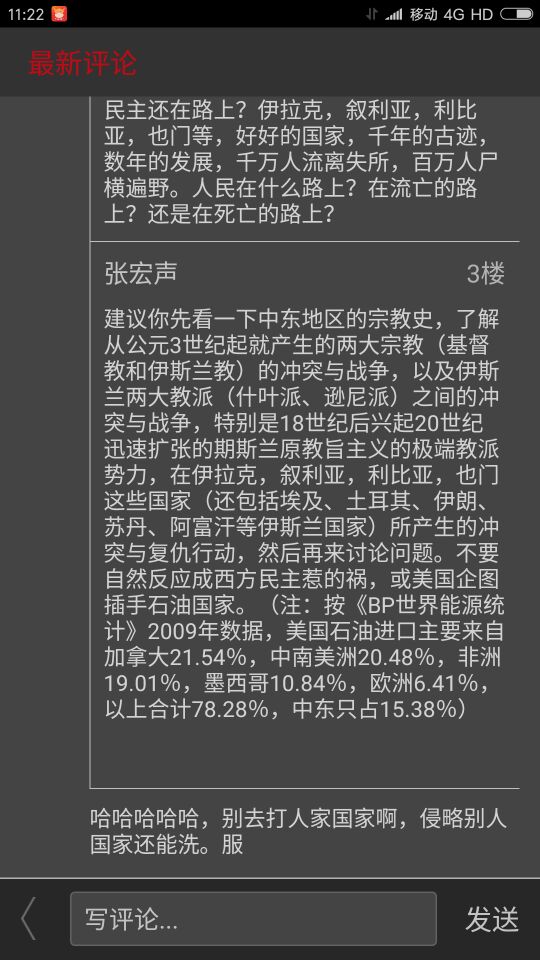 11:22 移动 4G HD
最新评论
民主还在路上？伊拉克，叙利亚，利比
亚，也门等，好好的国家，千年的古迹，
数年的发展，千万人流离失所，百万人尸
横遍野。人民在什么路上？在流亡的路
上？还是在死亡的路上？
张宏声 3楼
建议你先看一下中东地区的宗教史，了解
从公元3世纪起就产生的两大宗教（基督
教和伊斯兰教）的冲突与战争，以及伊斯
兰两大教派（什叶派、逊尼派）之间的冲
突与战争，特别是18世纪后兴起20世纪
迅速扩张的期斯兰原教旨主义的极端教派
势力，在伊拉克，叙利亚，利比亚，也门
这些国家（还包括埃及、土耳其、伊朗、
苏丹、阿富汗等伊斯兰国家）所产生的冲
突与复仇行动，然后再来讨论问题。不要
自然反应成西方民主惹的祸，或美国企图
插手石油国家。（注：按《BP世界能源统
计》2009年数据，美国石油进口主要来自
加拿大21.54%，中南美洲20.48%，非洲
19.01%，墨西哥10.84%，欧洲6.41%，
以上合计78.28%，中东只占15.38%）
哈哈哈哈哈，别去打人家国家啊，侵略别人
国家还能洗。服
写评论... 发送